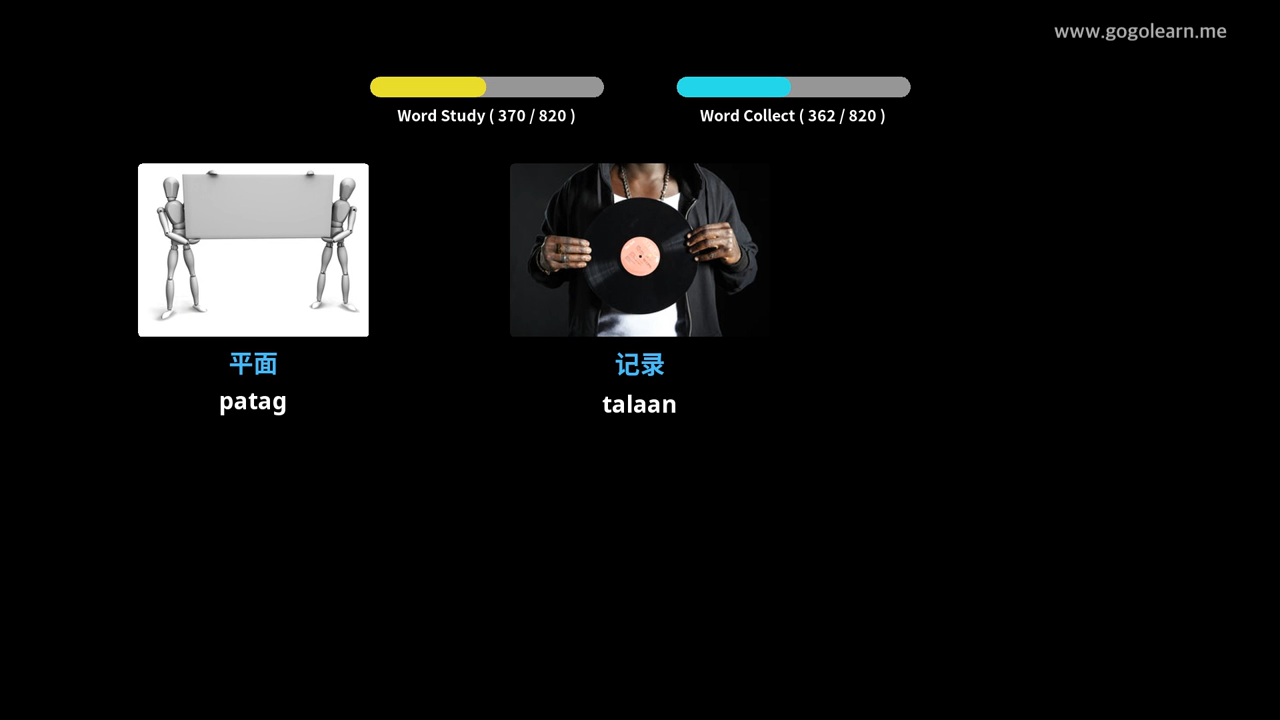 www.gogolearn.me
Word Study ( 370 / 820 )
Word Collect ( 362 / 820 )
平面
patag
记录
talaan